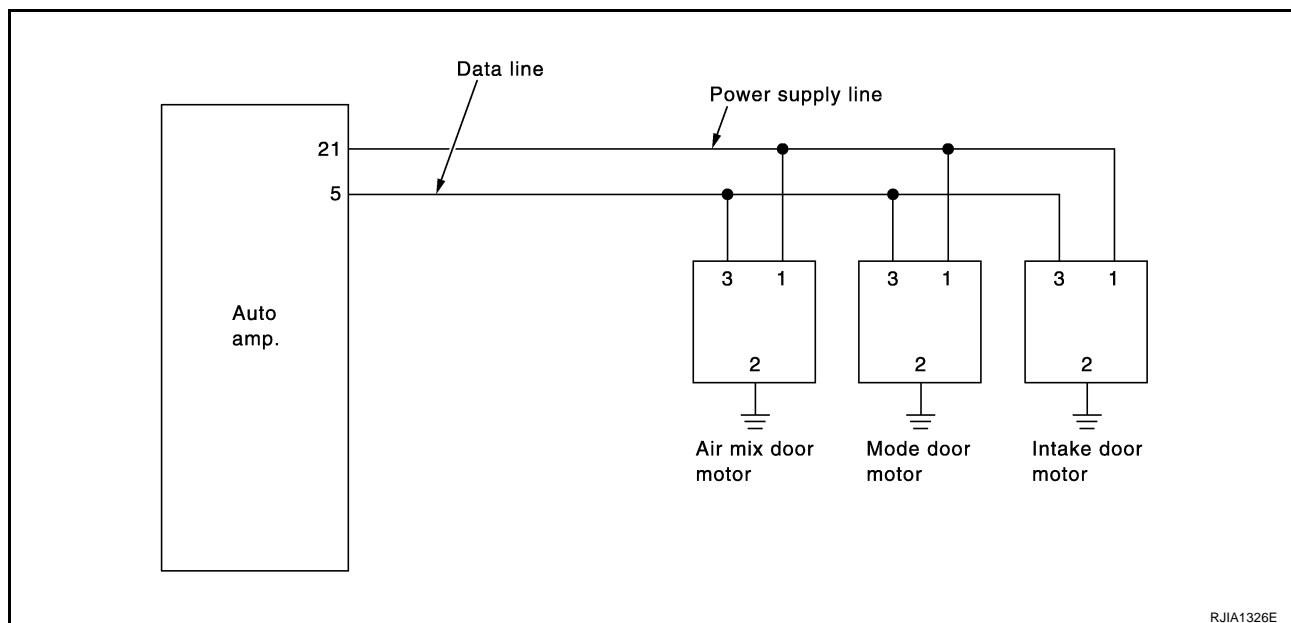 Data line
Power supply line
21
5
Auto
amp.
3 1
3 1
3 1
2
2
2
Air mix door
motor
Mode door
motor
Intake door
motor
RJIA1326E